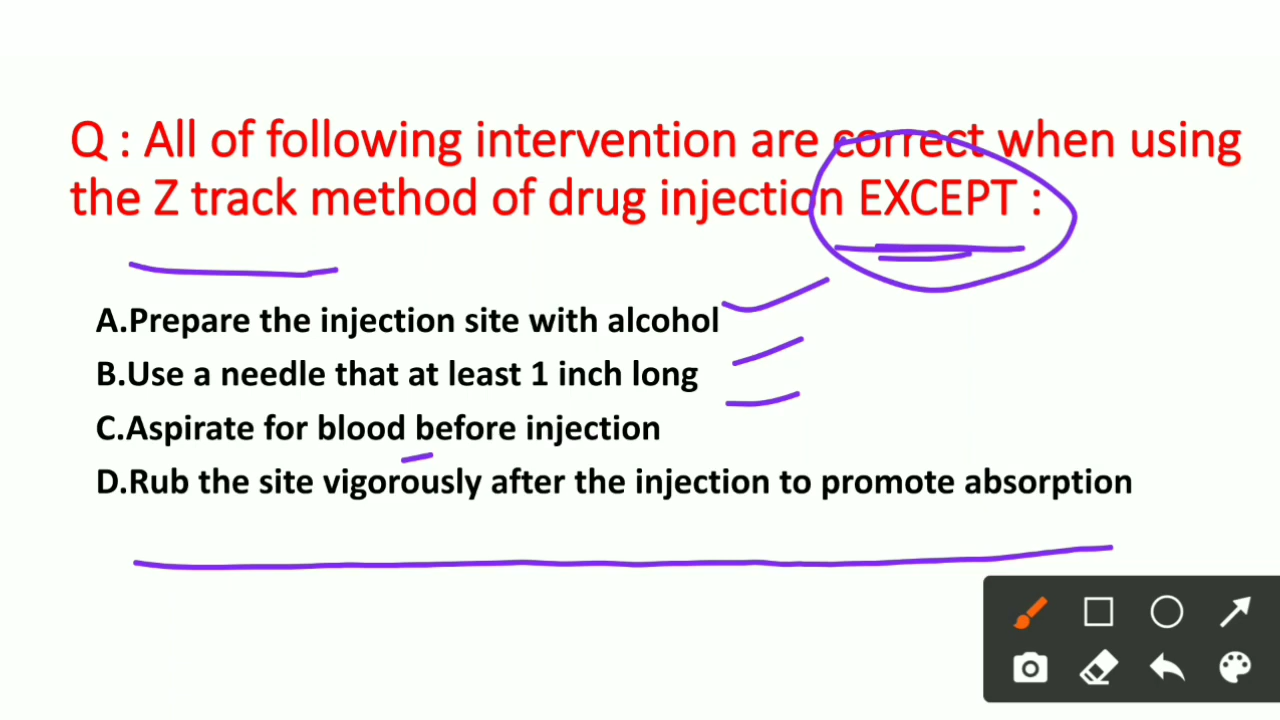 Q : All of following intervention are correct when using
the Z track method of drug injection EXCEPT :
A.Prepare the injection site with alcohol
B.Use a needle that at least 1 inch long
C.Aspirate for blood before injection
D.Rub the site vigorously after the injection to promote absorption